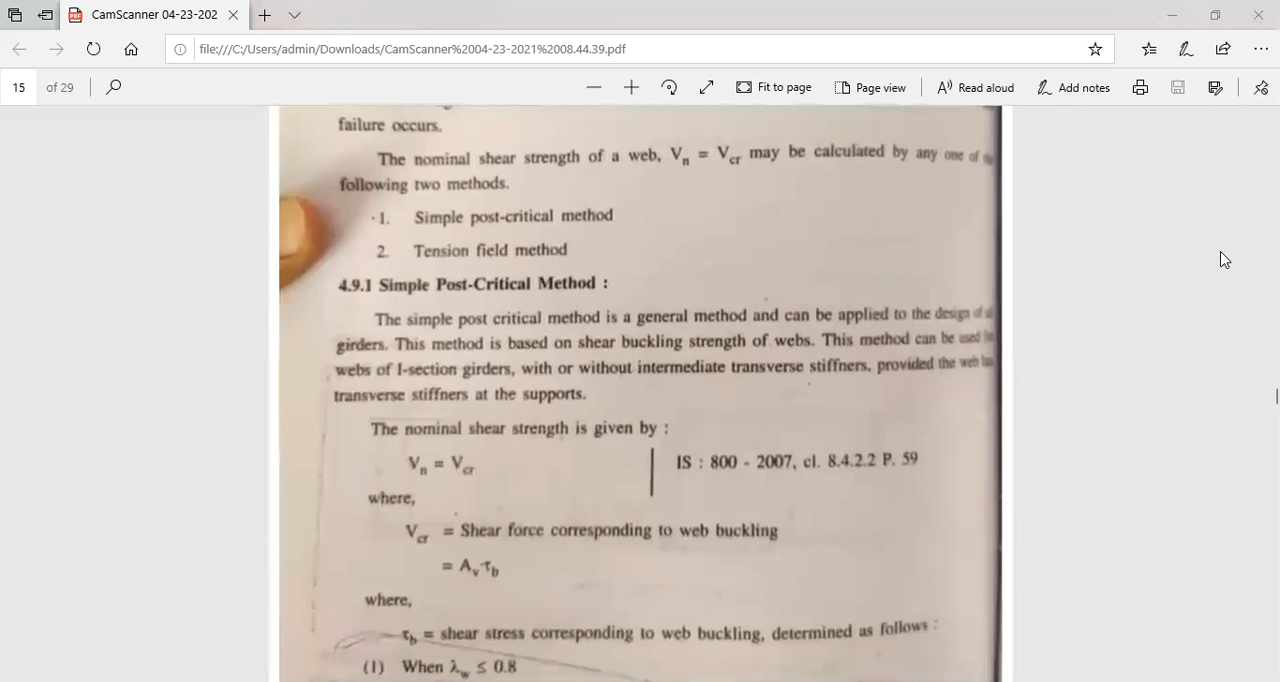 CamScanner 04-23-202
file:///C:/Users/admin/Downloads/CamScanner%2004-23-2021%2008.44.39.pdf
15 of 29
Fit to page
Page view
Read aloud
Add notes
failure occurs.
The nominal shear strength of a web, Vn = Vcr may be calculated by any one of
following two methods.
1. Simple post-critical method
2. Tension field method
4.9.1 Simple Post-Critical Method :
The simple post critical method is a general method and can be applied to the design of
girders. This method is based on shear buckling strength of webs. This method can be used
webs of I-section girders, with or without intermediate transverse stiffners, provided the web
transverse stiffners at the supports.
The nominal shear strength is given by :
Vn = Vcr
IS : 800 - 2007, cl. 8.4.2.2 P. 59
where,
Vcr = Shear force corresponding to web buckling
= Av·τb
where,
τb = shear stress corresponding to web buckling, determined as follows :
(1) When λw ≤ 0.8